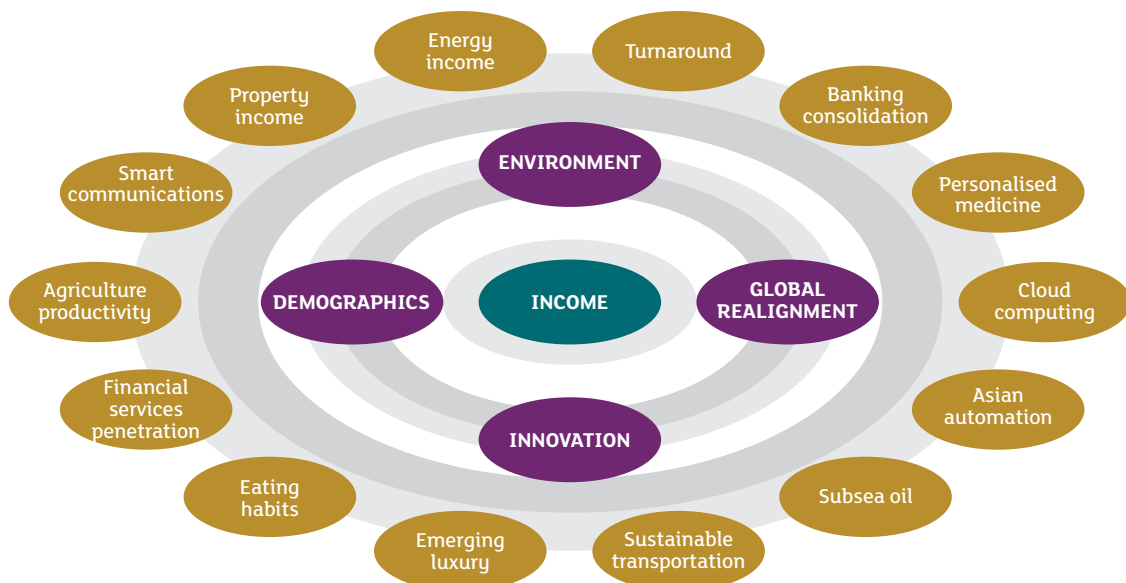 Energy
income
Turnaround
Property
income
Banking
consolidation
ENVIRONMENT
Smart
communications
Personalised
medicine
Agriculture
productivity
DEMOGRAPHICS
INCOME
GLOBAL
REALIGNMENT
Cloud
computing
Financial
services
penetration
Asian
automation
INNOVATION
Eating
habits
Subsea oil
Emerging
luxury
Sustainable
transportation